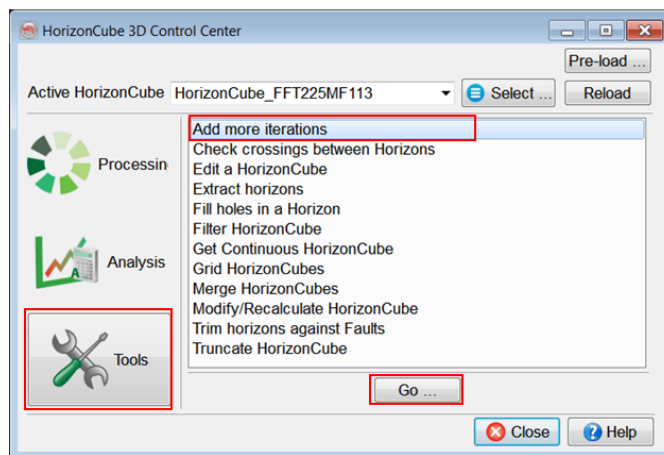 HorizonCube 3D Control Center
Pre-load ...
Active HorizonCube HorizonCube_FFT225MF113 Select ... Reload
Processin
Analysis
Tools
Add more iterations
Check crossings between Horizons
Edit a HorizonCube
Extract horizons
Fill holes in a Horizon
Filter HorizonCube
Get Continuous HorizonCube
Grid HorizonCubes
Merge HorizonCubes
Modify/Recalculate HorizonCube
Trim horizons against Faults
Truncate HorizonCube
Go ...
Close ? Help